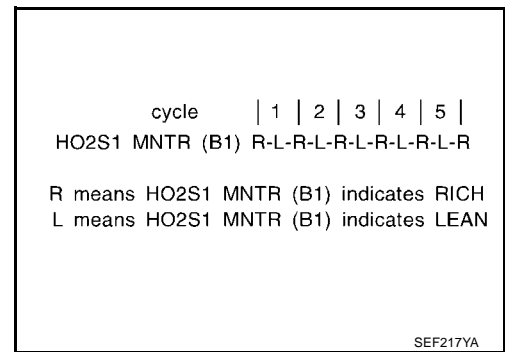 cycle | 1 | 2 | 3 | 4 | 5 |
HO2S1 MNTR (B1) R-L-R-L-R-L-R-L-R-L-R
R means HO2S1 MNTR (B1) indicates RICH
L means HO2S1 MNTR (B1) indicates LEAN
SEF217YA